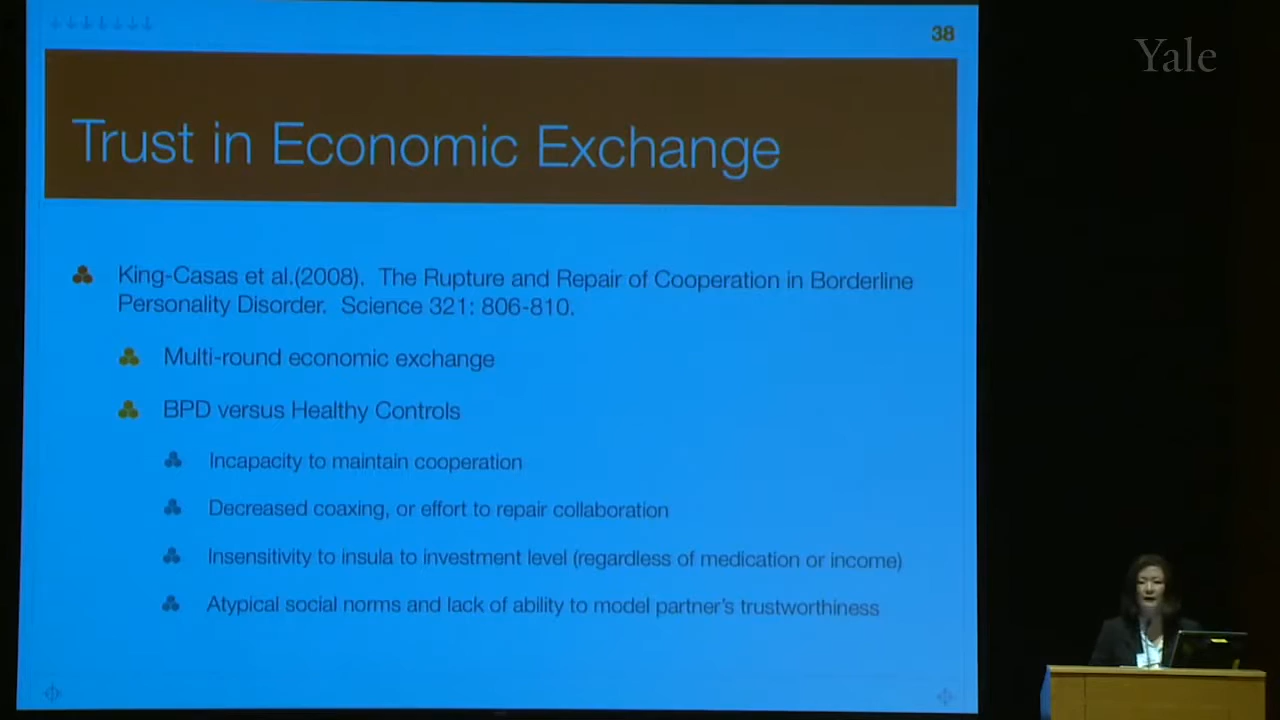 38
Yale
Trust in Economic Exchange
King-Casas et al.(2008). The Rupture and Repair of Cooperation in Borderline
Personality Disorder. Science 321: 806-810.
Multi-round economic exchange
BPD versus Healthy Controls
Incapacity to maintain cooperation
Decreased coaxing, or effort to repair collaboration
Insensitivity to insula to investment level (regardless of medication or income)
Atypical social norms and lack of ability to model partner's trustworthiness